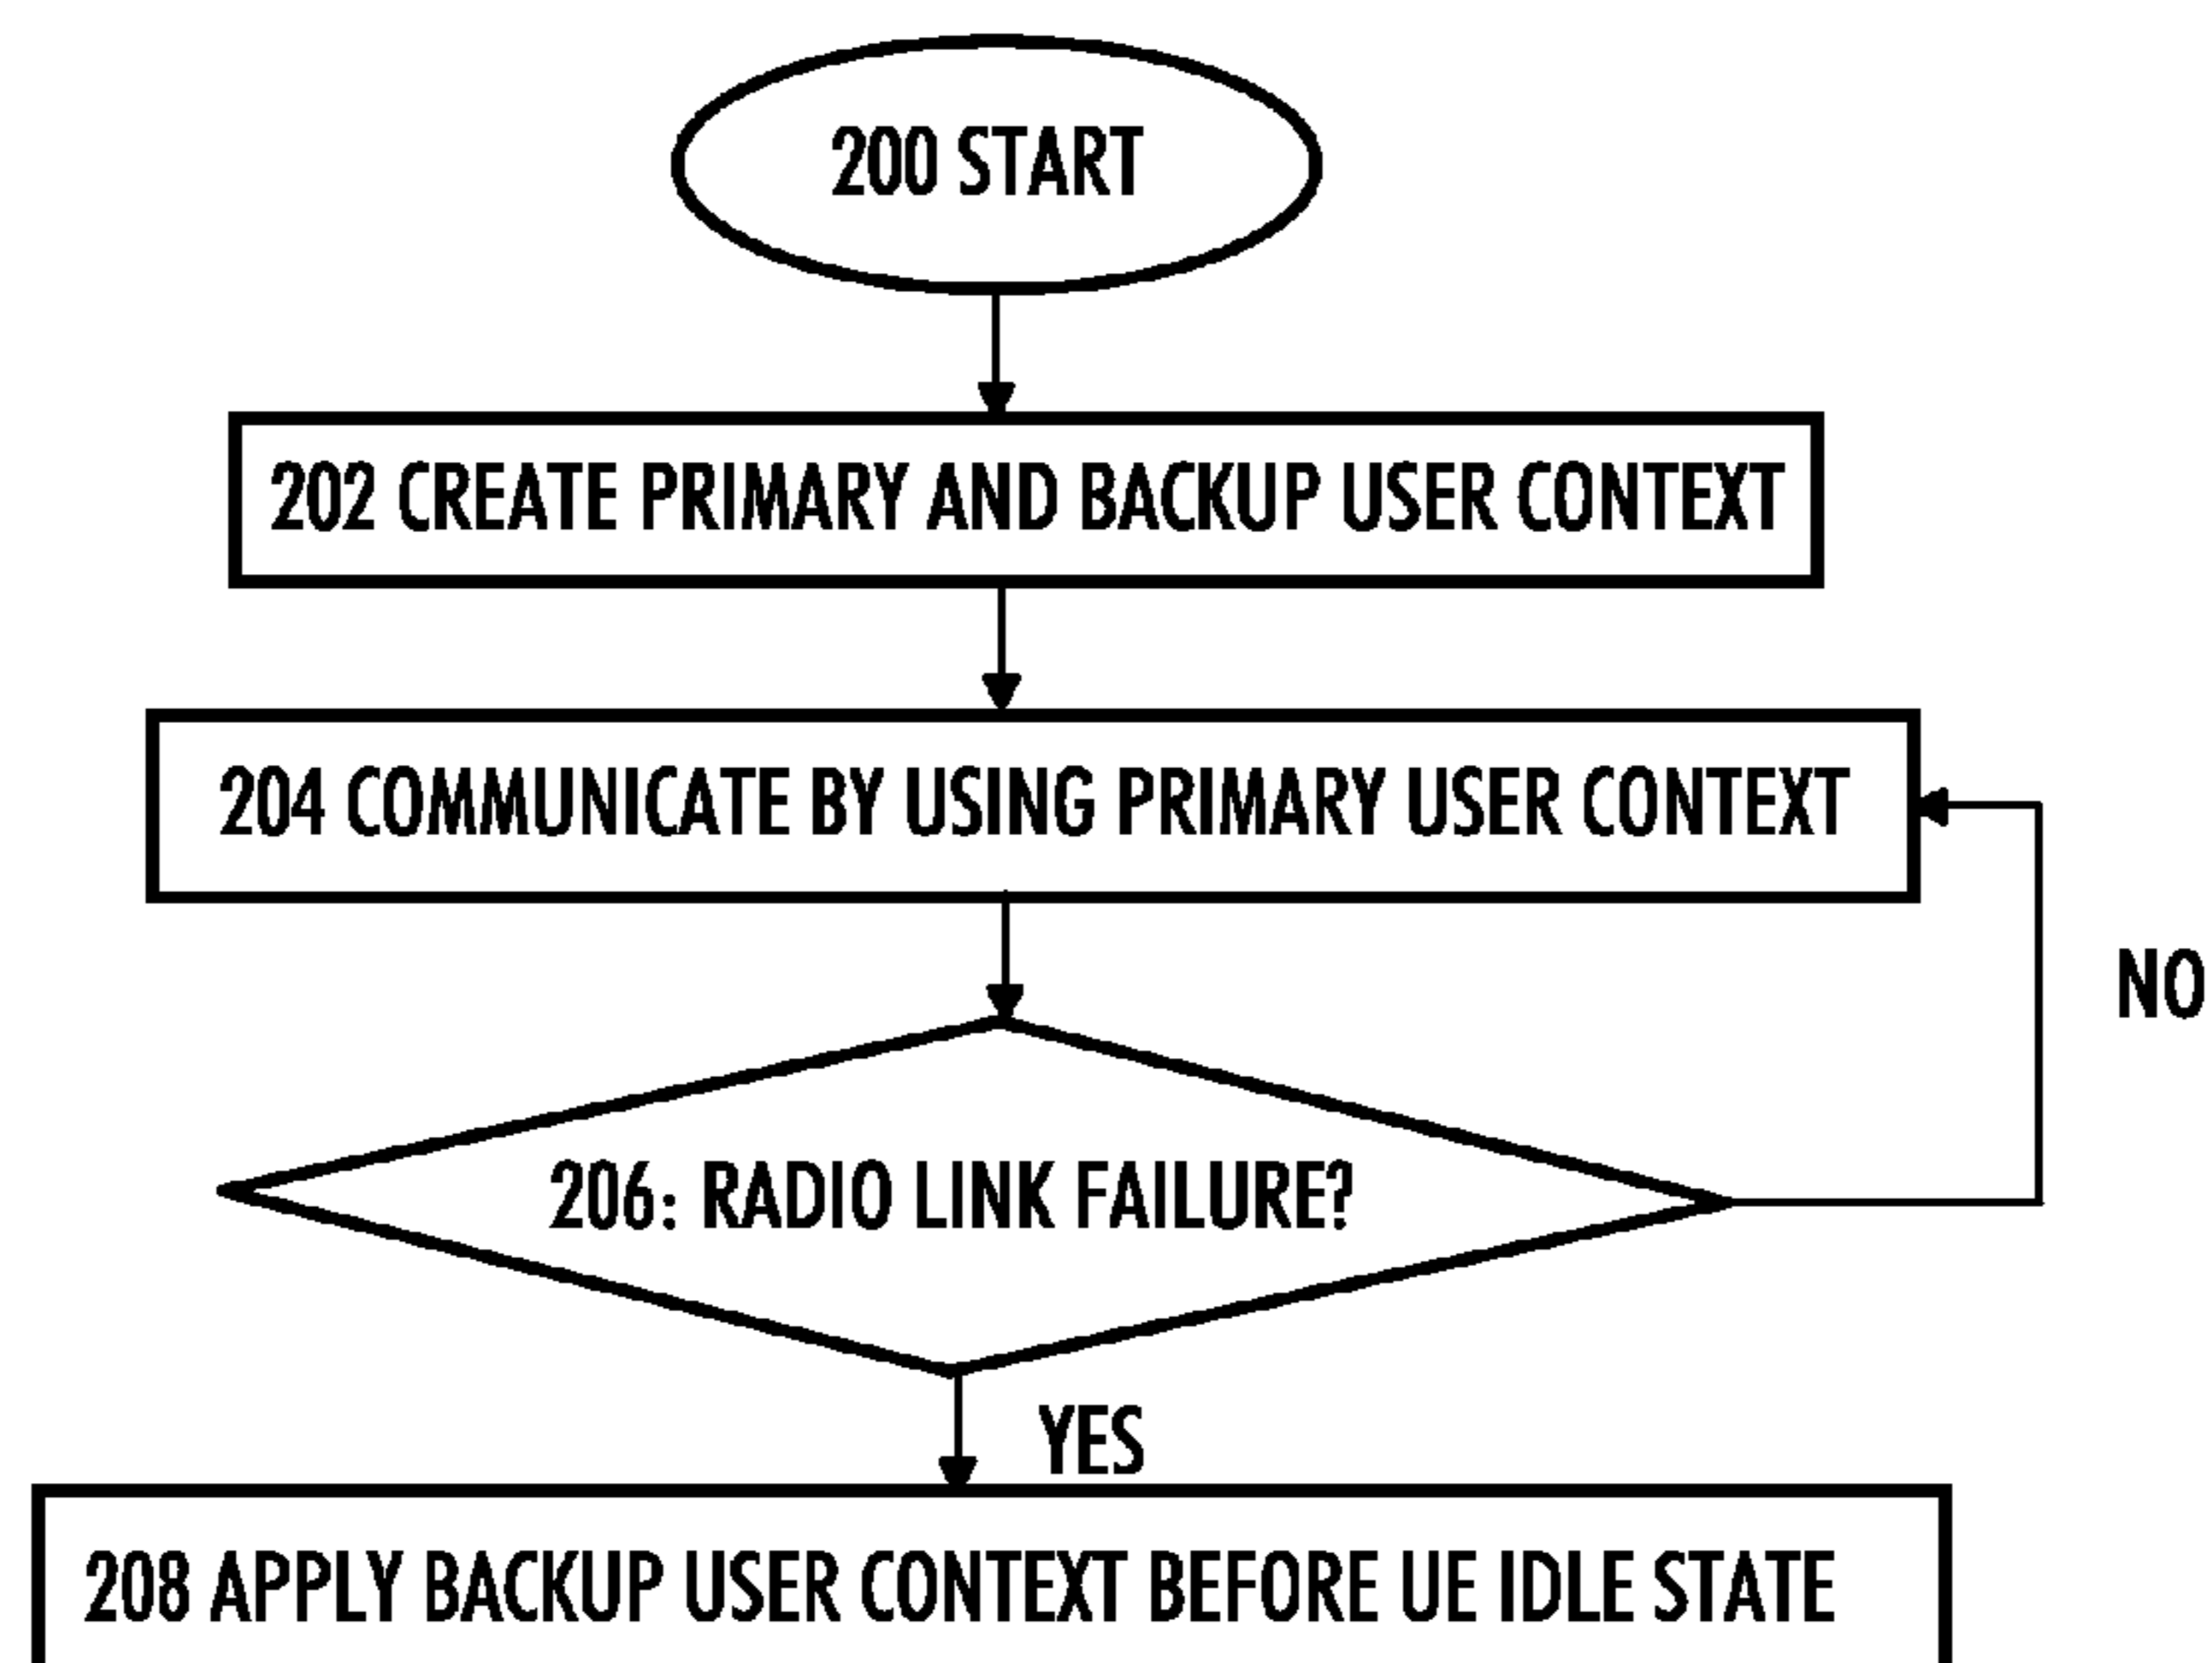 200 START
202 CREATE PRIMARY AND BACKUP USER CONTEXT
204 COMMUNICATE BY USING PRIMARY USER CONTEXT
NO
206: RADIO LINK FAILURE?
YES
208 APPLY BACKUP USER CONTEXT BEFORE UE IDLE STATE